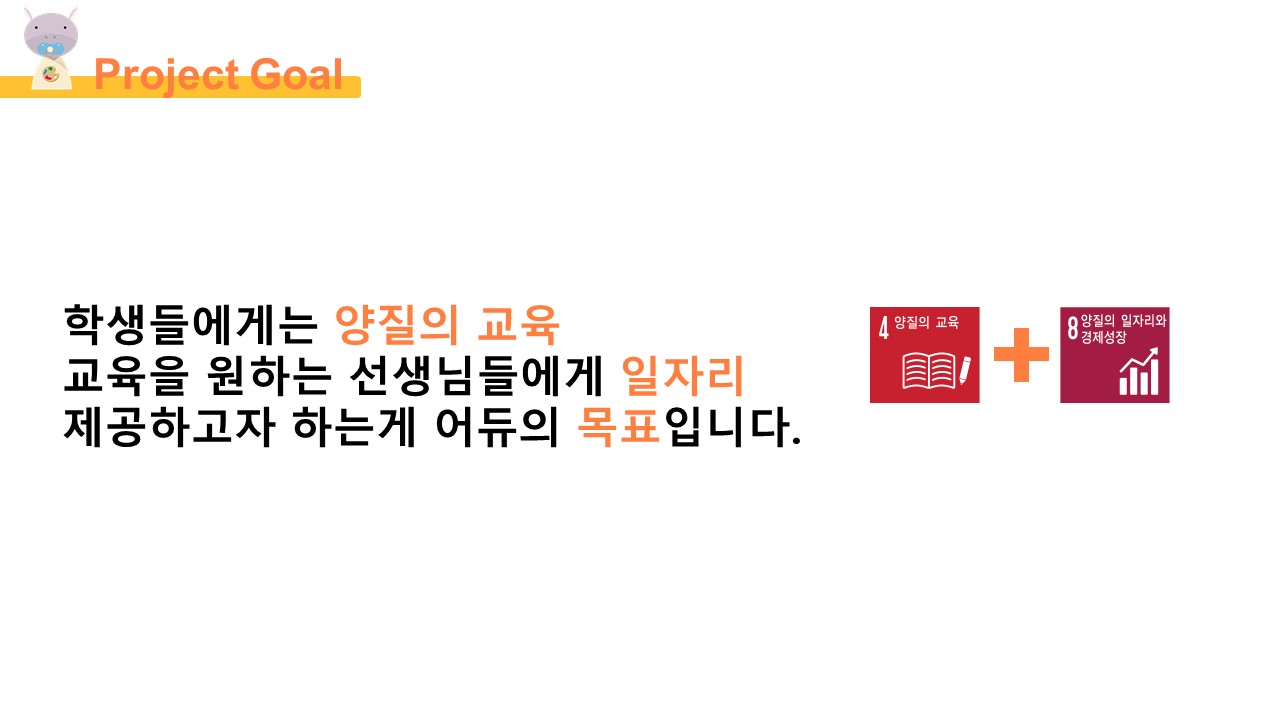 Project Goal
학생들에게는 양질의 교육
교육을 원하는 선생님들에게 일자리
제공하고자 하는게 어듀의 목표입니다.
4 양질의 교육
8 양질의 일자리와
경제성장